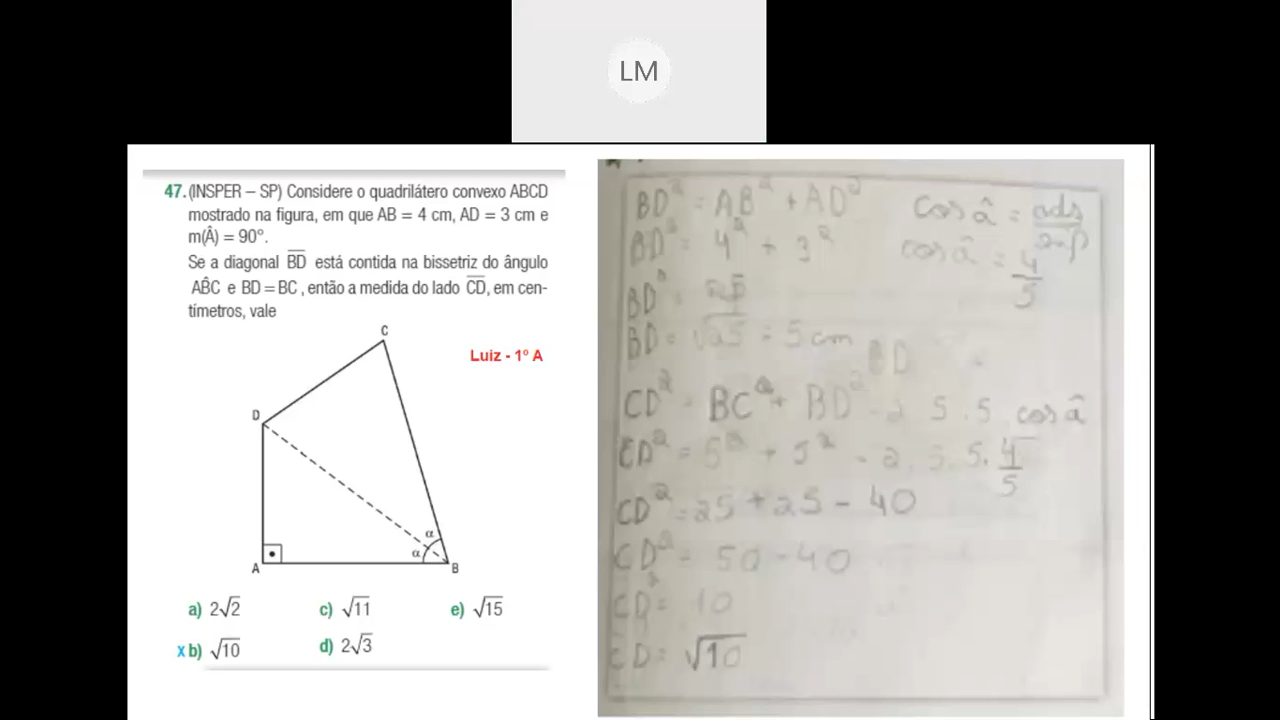 LM
47. (INSPER – SP) Considere o quadrilátero convexo ABCD
mostrado na figura, em que AB = 4 cm, AD = 3 cm e
m(Â) = 90°.
Se a diagonal B̅D̅ está contida na bissetriz do ângulo
AB̂C e BD = BC, então a medida do lado C̅D̅, em cen-
tímetros, vale
C
Luiz - 1º A
D
α
α
A
B
a) 2√2
c) √11
e) √15
x b) √10
d) 2√3
BD² = AB² + AD²
BD² = 4² + 3²
BD² = 25
BD = √25 = 5 cm
cos â =
cos â = 4/5
BD
CD² = BC² + BD² - 2 5 . 5 . cos â
CD² = 5² + 5² - 2 . 5 . 5 . 4/5
CD² = 25 + 25 - 40
CD² = 50 - 40
CD² = 10
CD = √10